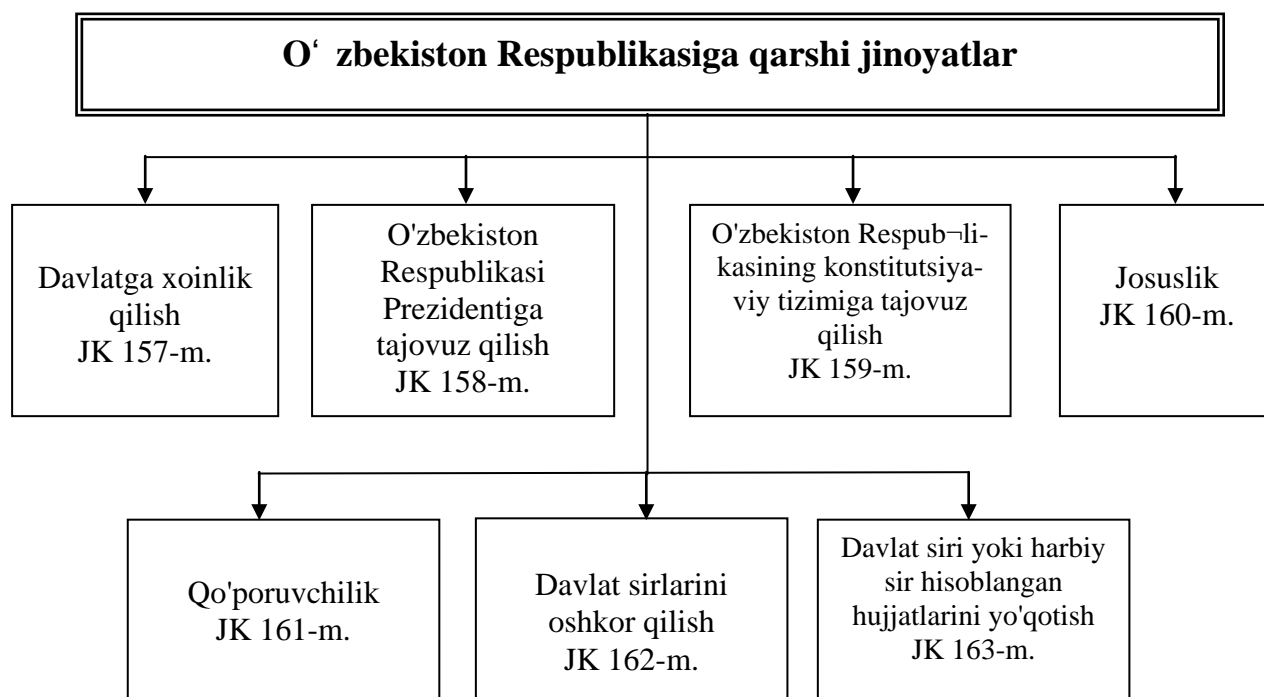 O‘ zbekiston Respublikasiga qarshi jinoyatlar
Davlatga xoinlik
qilish
JK 157-m.
O'zbekiston
Respublikasi
Prezidentiga
tajovuz qilish
JK 158-m.
O'zbekiston Respub¬li-
kasining konstitutsiya-
viy tizimiga tajovuz
qilish
JK 159-m.
Josuslik
JK 160-m.
Qo'poruvchilik
JK 161-m.
Davlat sirlarini
oshkor qilish
JK 162-m.
Davlat siri yoki harbiy
sir hisoblangan
hujjatlarini yo'qotish
JK 163-m.